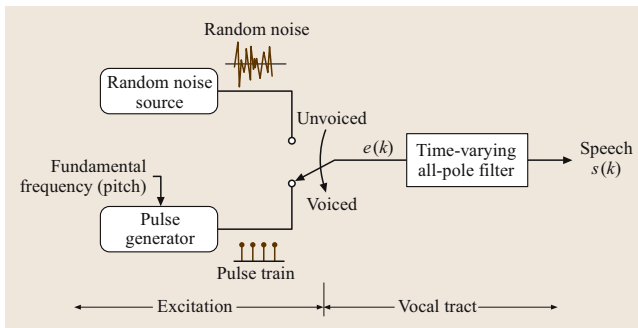 Random noise
Random noise
source
Unvoiced
e(k)
Time-varying
all-pole filter
Speech
s(k)
Fundamental
frequency (pitch)
Voiced
Pulse
generator
Pulse train
Excitation
Vocal tract